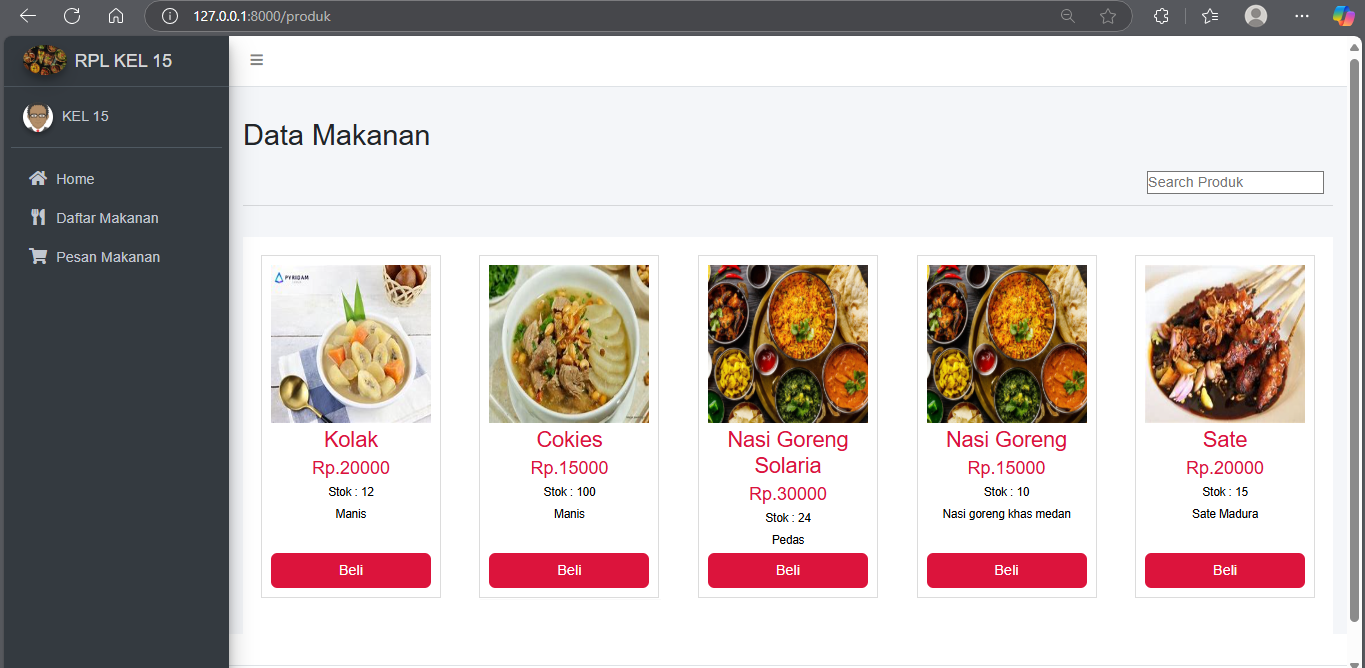 127.0.0.1:8000/produk
RPL KEL 15
KEL 15
Home
Daftar Makanan
Pesan Makanan
Data Makanan
Search Produk
PYRIDAM
Kolak
Rp.20000
Stok : 12
Manis
Beli
Cokies
Rp.15000
Stok : 100
Manis
Beli
Nasi Goreng
Solaria
Rp.30000
Stok : 24
Pedas
Beli
Nasi Goreng
Rp.15000
Stok : 10
Nasi goreng khas medan
Beli
Sate
Rp.20000
Stok : 15
Sate Madura
Beli